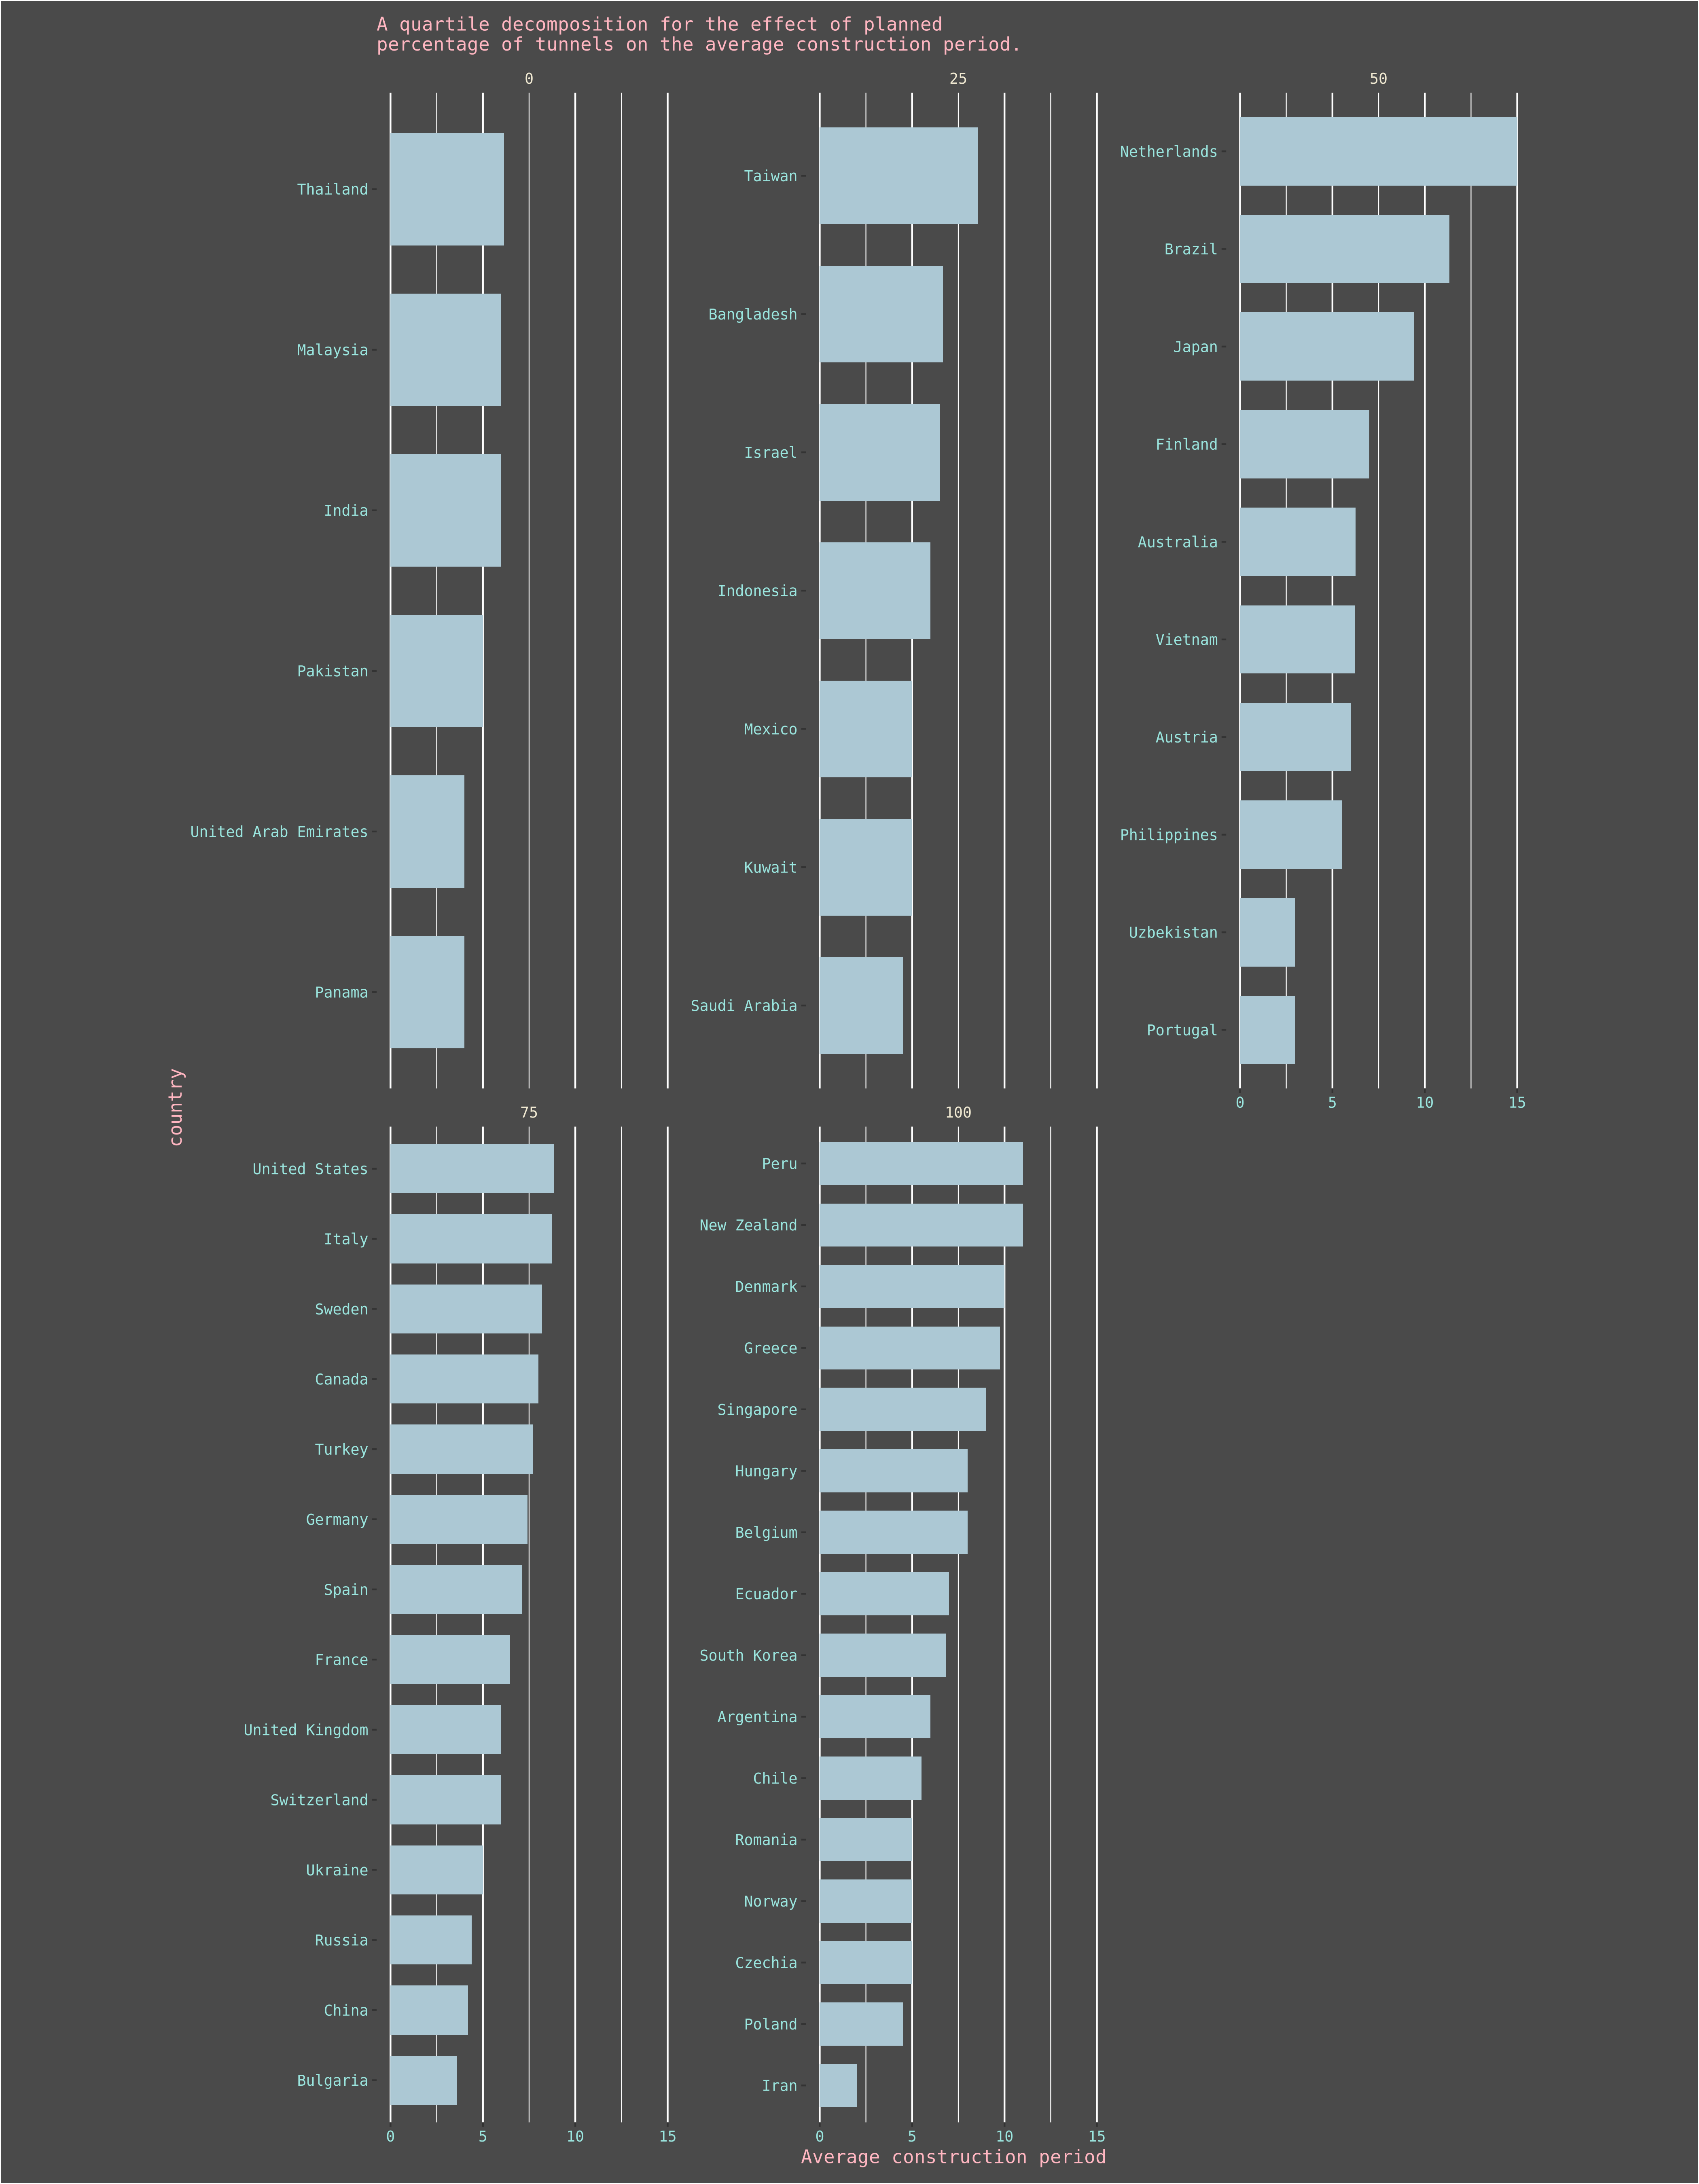 A quartile decomposition for the effect of planned
percentage of tunnels on the average construction period.
0
Thailand
Malaysia
India
Pakistan
United Arab Emirates
Panama
25
Taiwan
Bangladesh
Israel
Indonesia
Mexico
Kuwait
Saudi Arabia
50
Netherlands
Brazil
Japan
Finland
Australia
Vietnam
Austria
Philippines
Uzbekistan
Portugal
0 5 10 15
country
75
United States
Italy
Sweden
Canada
Turkey
Germany
Spain
France
United Kingdom
Switzerland
Ukraine
Russia
China
Bulgaria
0 5 10 15
100
Peru
New Zealand
Denmark
Greece
Singapore
Hungary
Belgium
Ecuador
South Korea
Argentina
Chile
Romania
Norway
Czechia
Poland
Iran
0 5 10 15
Average construction period